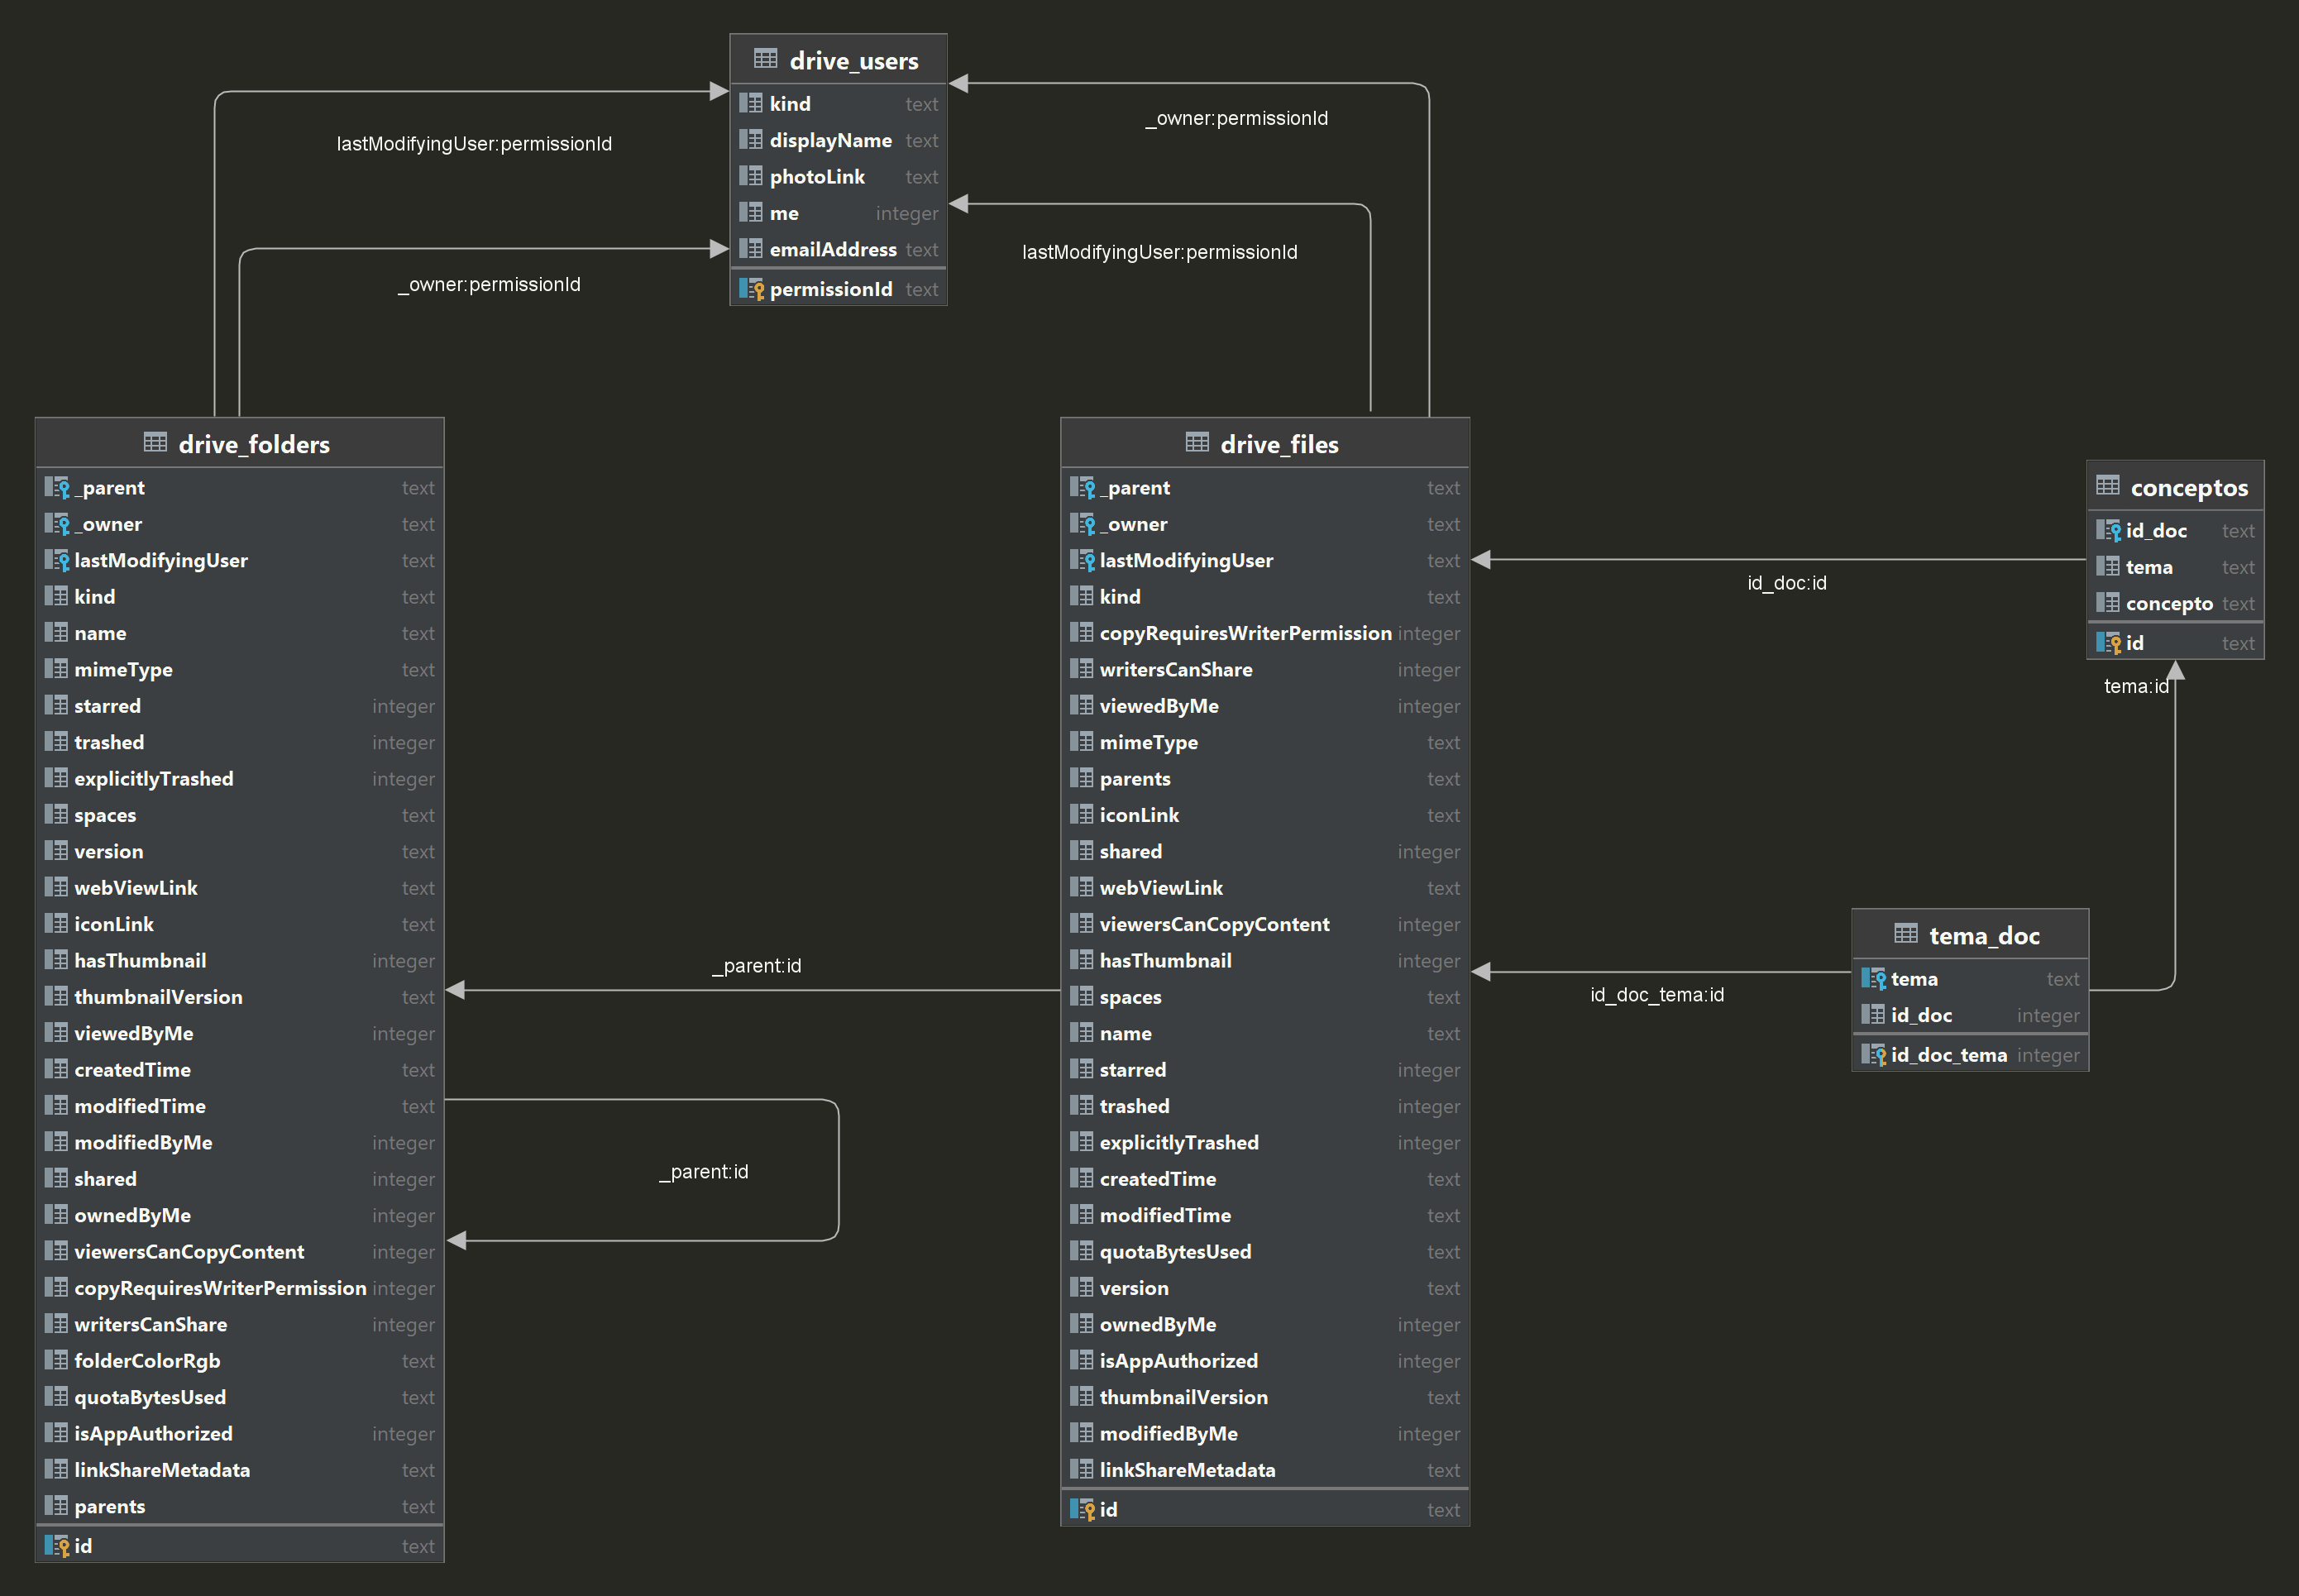 drive_users
kind text
displayName text
photoLink text
me integer
emailAddress text
permissionId text
lastModifyingUser:permissionId
_owner:permissionId
_owner:permissionId
lastModifyingUser:permissionId
drive_folders
_parent text
_owner text
lastModifyingUser text
kind text
name text
mimeType text
starred integer
trashed integer
explicitlyTrashed integer
spaces text
version text
webViewLink text
iconLink text
hasThumbnail integer
thumbnailVersion text
viewedByMe integer
createdTime text
modifiedTime text
modifiedByMe integer
shared integer
ownedByMe integer
viewersCanCopyContent integer
copyRequiresWriterPermission integer
writersCanShare integer
folderColorRgb text
quotaBytesUsed text
isAppAuthorized integer
linkShareMetadata text
parents text
id text
_parent:id
_parent:id
drive_files
_parent text
_owner text
lastModifyingUser text
kind text
copyRequiresWriterPermission integer
writersCanShare integer
viewedByMe integer
mimeType text
parents text
iconLink text
shared integer
webViewLink text
viewersCanCopyContent integer
hasThumbnail integer
spaces text
name text
starred integer
trashed integer
explicitlyTrashed integer
createdTime text
modifiedTime text
quotaBytesUsed text
version text
ownedByMe integer
isAppAuthorized integer
thumbnailVersion text
modifiedByMe integer
linkShareMetadata text
id text
id_doc:id
conceptos
id_doc text
tema text
concepto text
id text
tema:id
id_doc_tema:id
tema_doc
tema text
id_doc integer
id_doc_tema integer